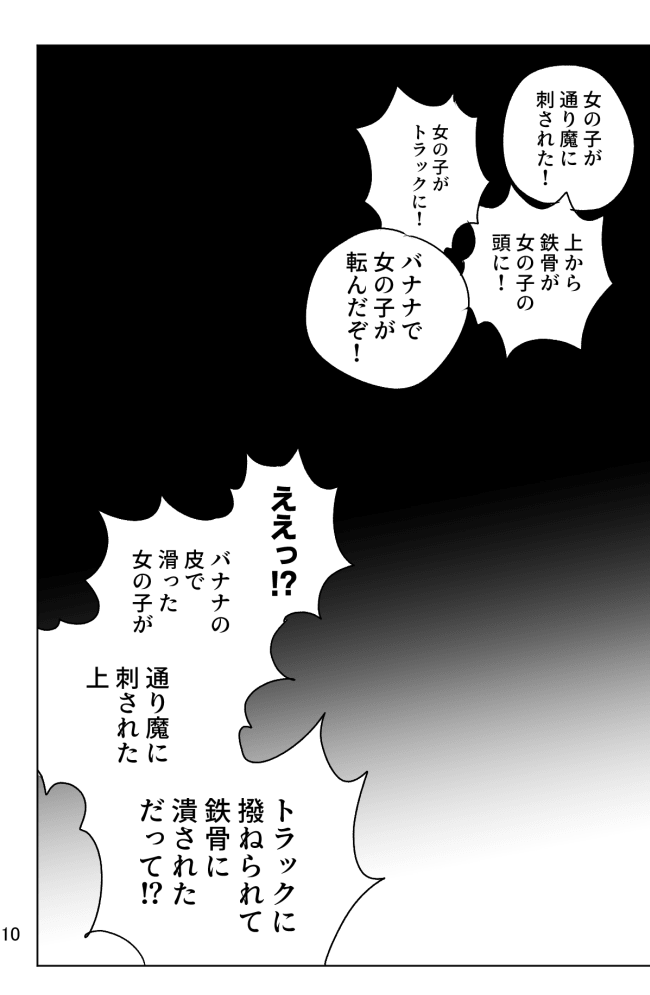 女の子が
通り魔に
刺された！
上から
鉄骨が
女の子の
頭に！
女の子が
トラックに！
バナナで
女の子が
転んだぞ！
ええっ!?
バナナの
皮で
滑った
女の子が
通り魔に
刺された
上
トラックに
撥ねられて
鉄骨に
潰された
だって!?
10